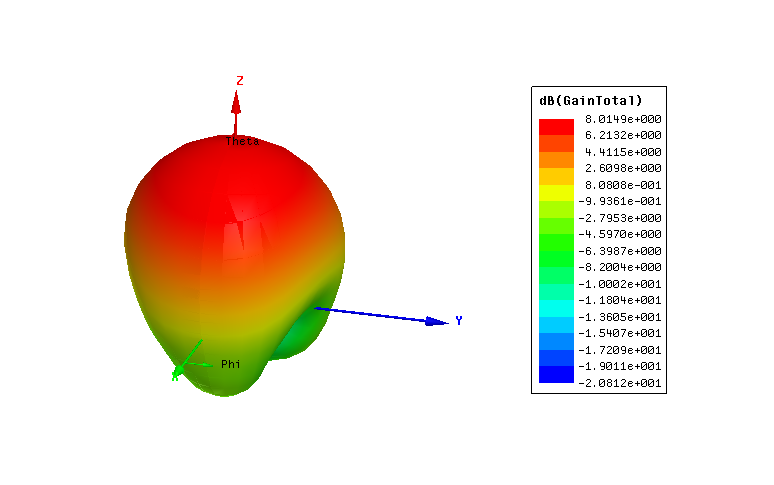 Z
Theta
Y
Phi
X
dB(GainTotal)
8.0149e+000
6.2132e+000
4.4115e+000
2.6098e+000
8.0808e-001
-9.9361e-001
-2.7953e+000
-4.5970e+000
-6.3987e+000
-8.2004e+000
-1.0002e+001
-1.1804e+001
-1.3605e+001
-1.5407e+001
-1.7209e+001
-1.9011e+001
-2.0812e+001